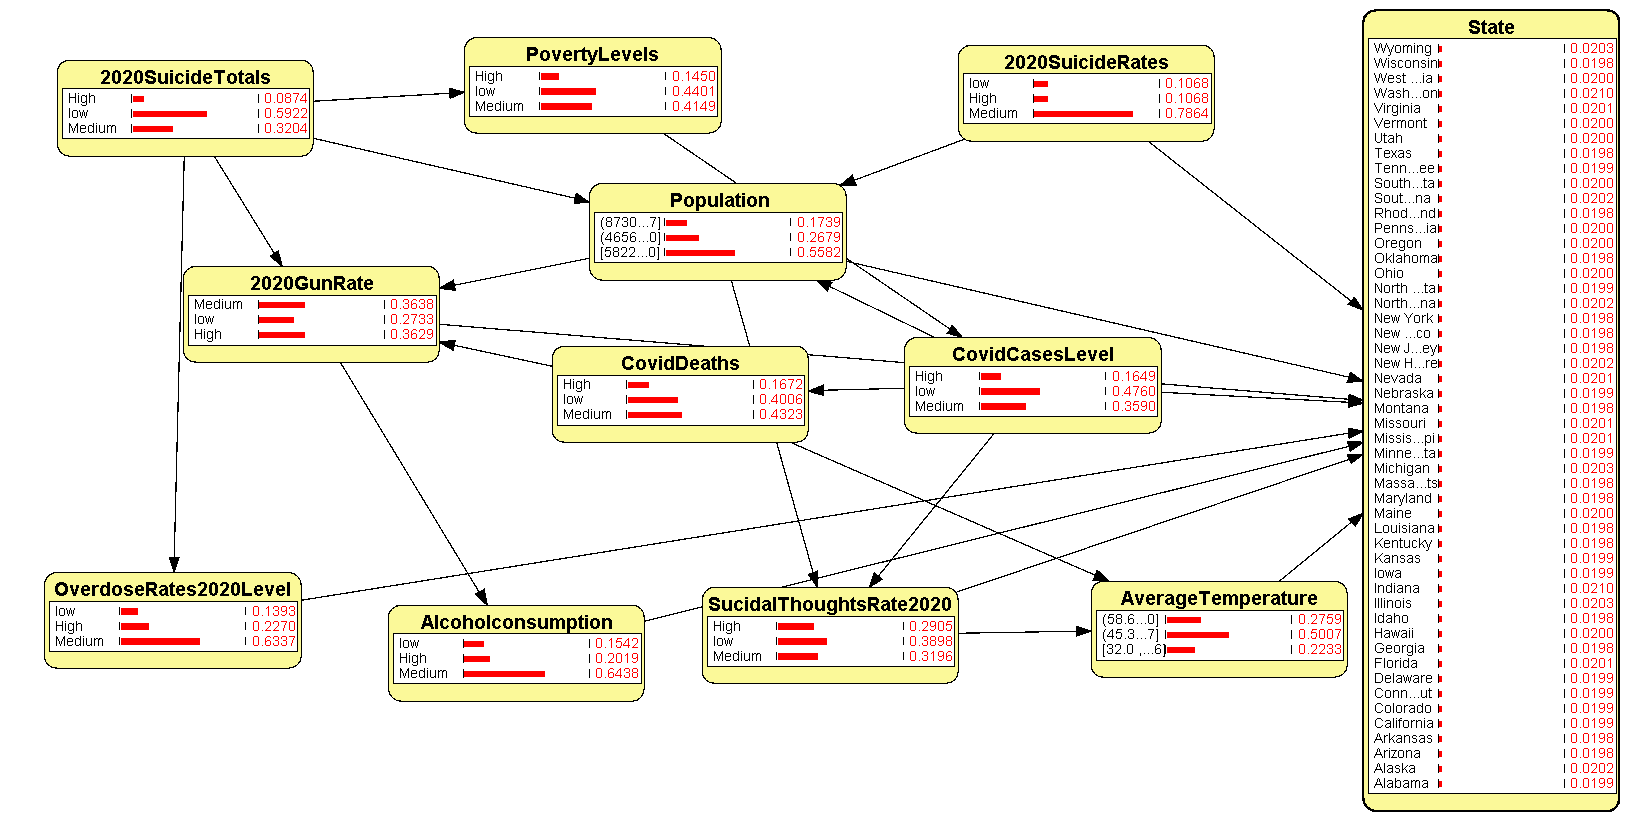 2020SuicideTotals
High 0.0874
low 0.5922
Medium 0.3204
PovertyLevels
High 0.1450
low 0.4401
Medium 0.4149
2020SuicideRates
low 0.1068
High 0.1068
Medium 0.7864
Population
(8730...7] 0.1739
(4656...0] 0.2679
[5822...0] 0.5582
2020GunRate
Medium 0.3638
low 0.2733
High 0.3629
CovidDeaths
High 0.1672
low 0.4006
Medium 0.4323
CovidCasesLevel
High 0.1649
low 0.4760
Medium 0.3590
OverdoseRates2020Level
low 0.1393
High 0.2270
Medium 0.6337
Alcoholconsumption
low 0.1542
High 0.2019
Medium 0.6438
SucidalThoughtsRate2020
High 0.2905
low 0.3898
Medium 0.3196
AverageTemperature
(58.6...0] 0.2759
(45.3...7] 0.5007
[32.0 ,...6] 0.2233
State
Wyoming 0.0203
Wisconsin 0.0198
West ...ia 0.0200
Wash...on 0.0210
Virginia 0.0201
Vermont 0.0200
Utah 0.0200
Texas 0.0198
Tenn...ee 0.0199
South...ta 0.0200
Sout...na 0.0202
Rhod...nd 0.0198
Penns...ia 0.0200
Oregon 0.0200
Oklahoma 0.0198
Ohio 0.0200
North ...ta 0.0199
North...na 0.0202
New York 0.0198
New ...co 0.0199
New J...ey 0.0198
New H...re 0.0202
Nevada 0.0201
Nebraska 0.0199
Montana 0.0198
Missouri 0.0201
Missis...pi 0.0201
Minne...ta 0.0199
Michigan 0.0203
Massa...ts 0.0198
Maryland 0.0198
Maine 0.0200
Louisiana 0.0198
Kentucky 0.0198
Kansas 0.0199
Iowa 0.0199
Indiana 0.0210
Illinois 0.0203
Idaho 0.0198
Hawaii 0.0200
Georgia 0.0198
Florida 0.0201
Delaware 0.0199
Conn...ut 0.0199
Colorado 0.0199
California 0.0199
Arkansas 0.0198
Arizona 0.0198
Alaska 0.0202
Alabama 0.0199